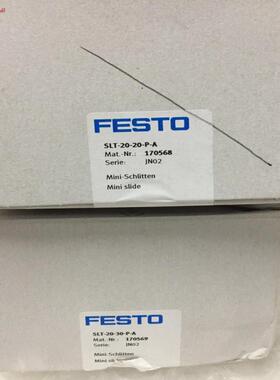 FESTO
SLT-20-20-P-A
Mat.-Nr.: 170568
Serie: JN02
Mini-Schlitten
Mini slide
FESTO
SLT-20-30-P-A
Mat. Nr.: 170569
Serie: JN02
Mini-Schlitten
Mini